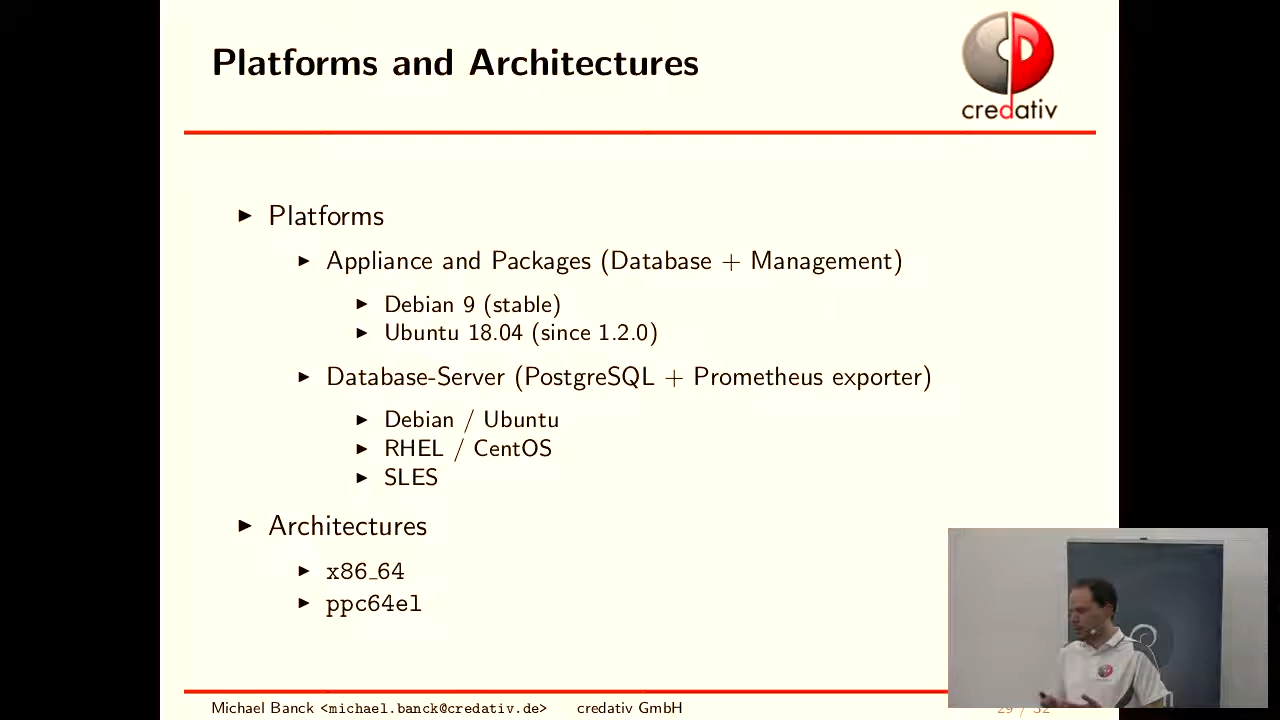 Platforms and Architectures
credativ
Platforms
Appliance and Packages (Database + Management)
Debian 9 (stable)
Ubuntu 18.04 (since 1.2.0)
Database-Server (PostgreSQL + Prometheus exporter)
Debian / Ubuntu
RHEL / CentOS
SLES
Architectures
x86_64
ppc64el
Michael Banck <michael.banck@credativ.de> credativ GmbH 29 / 32